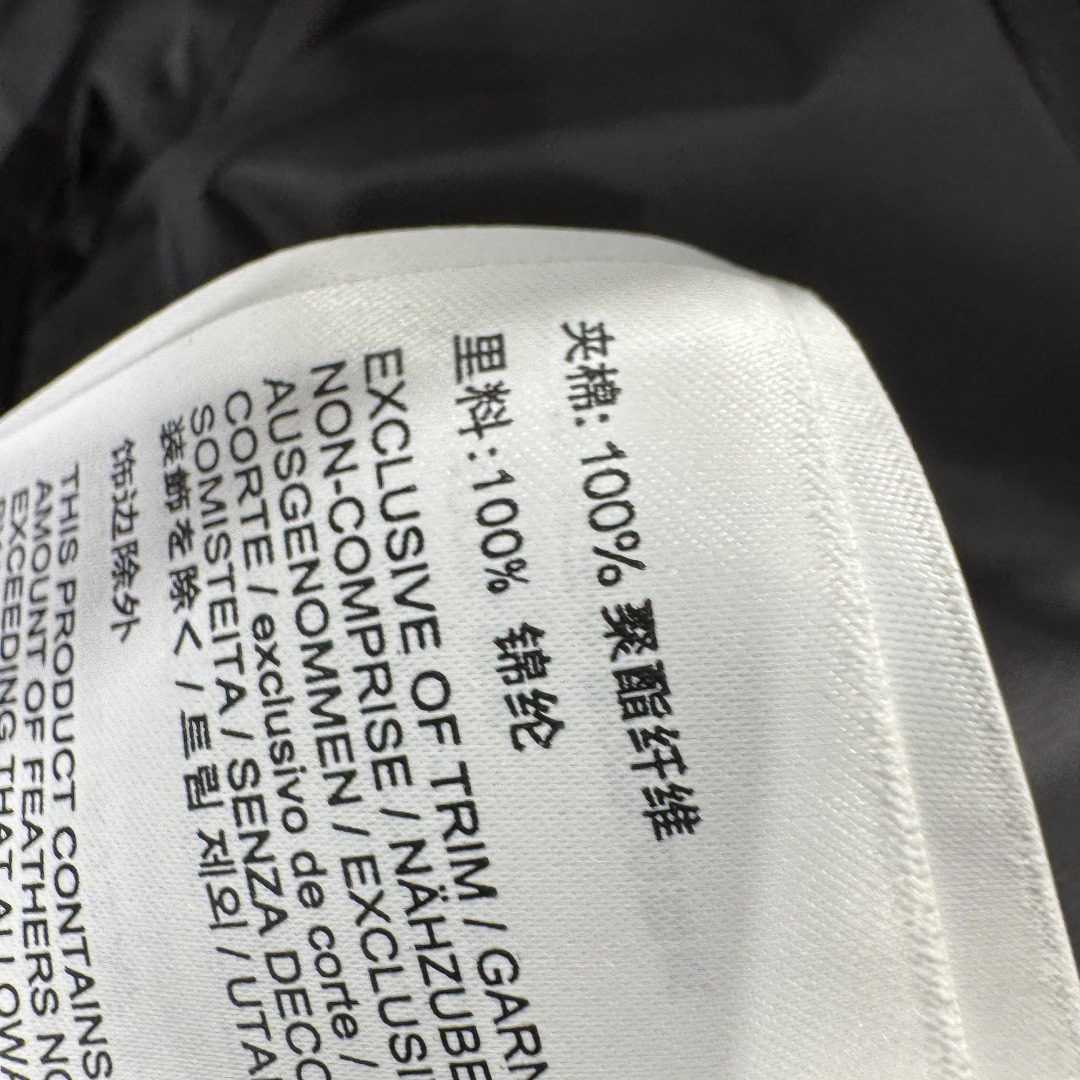 夹棉: 100% 聚酯纤维
里料: 100% 锦纶
EXCLUSIVE OF TRIM / GARN
NON-COMPRISE / NÄHZUBE
AUSGENOMMEN / EXCLUSI
CORTE / exclusivo de corte /
SOMISTEITA / SENZA DECO
装飾を除く / 트림 제외 / UTA
饰边除外
THIS PRODUCT CONTAINS
AMOUNT OF FEATHERS NO
EXCEEDING THAT ALLOWA